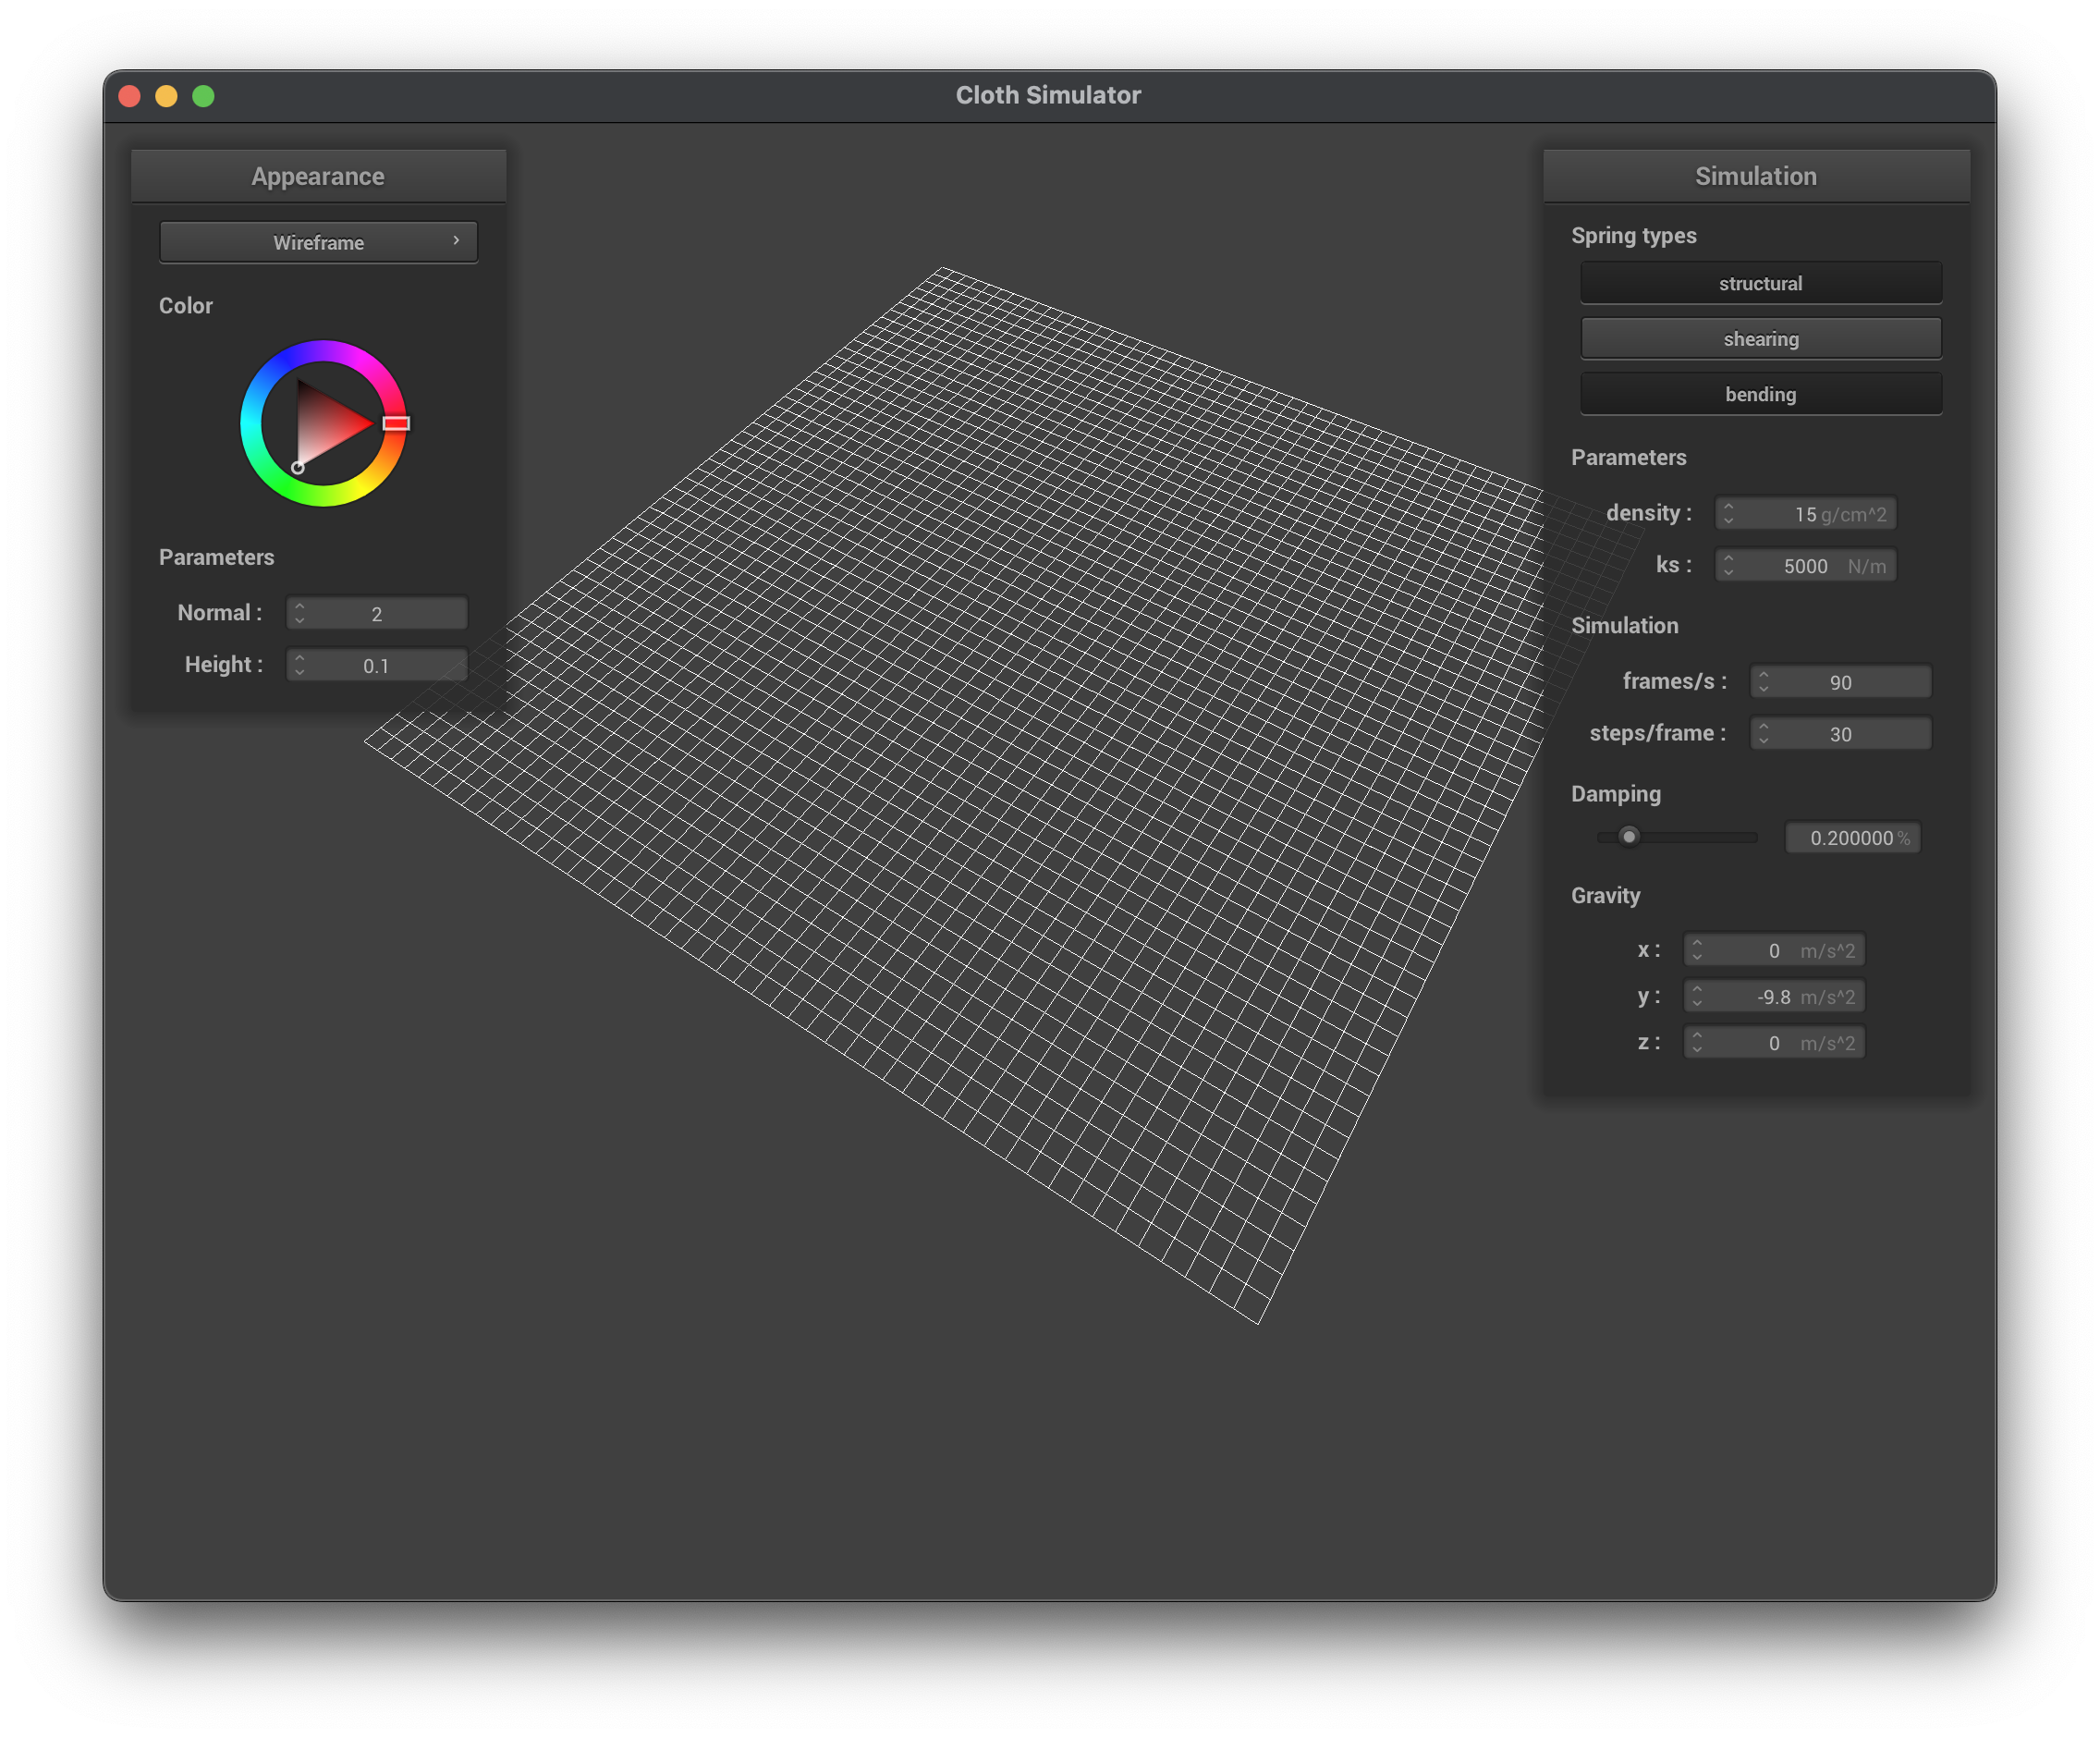 Cloth Simulator
Appearance
Wireframe
Color
Parameters
Normal : 2
Height : 0.1
Simulation
Spring types
structural
shearing
bending
Parameters
density : 15 g/cm^2
ks : 5000 N/m
Simulation
frames/s : 90
steps/frame : 30
Damping
0.200000 %
Gravity
x : 0 m/s^2
y : -9.8 m/s^2
z : 0 m/s^2